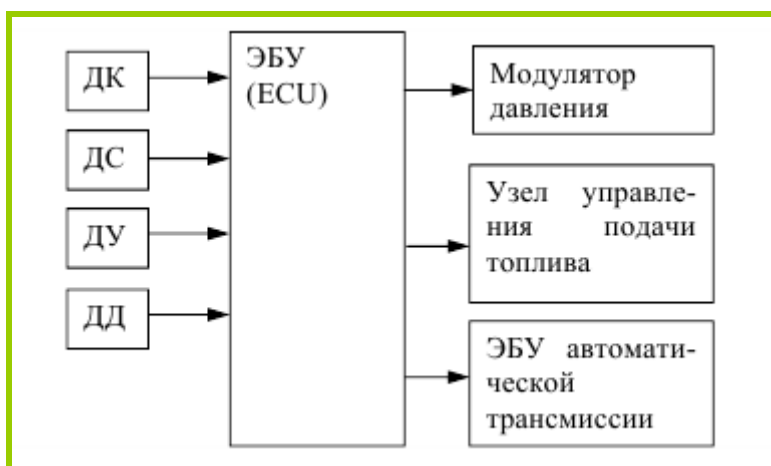 ДК
ДС
ДУ
ДД
ЭБУ
(ECU)
Модулятор
давления
Узел управле-
ния подачи
топлива
ЭБУ автомати-
ческой
трансмиссии